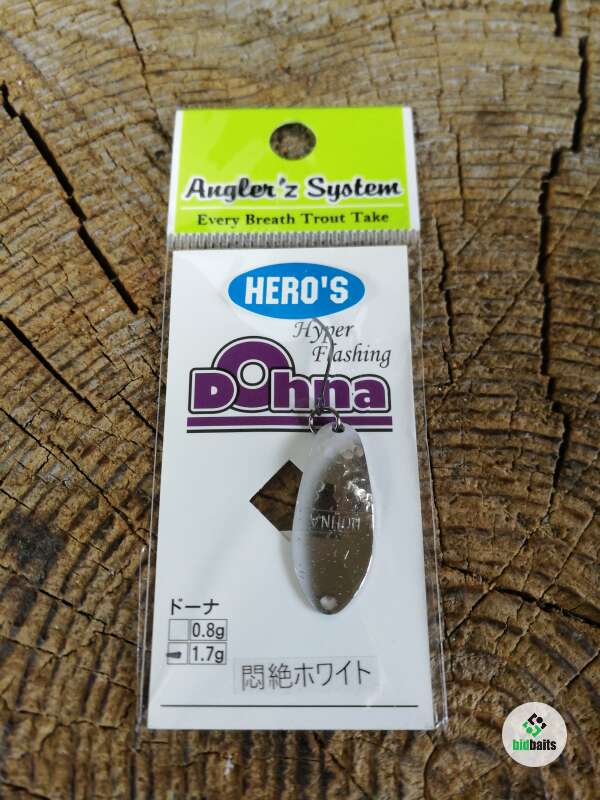 Angler'z System
Every Breath Trout Take
HERO'S
Hyper
Flashing
Dohna
DOHNA
ドーナ
0.8g
1.7g
悶絶ホワイト
bidbaits